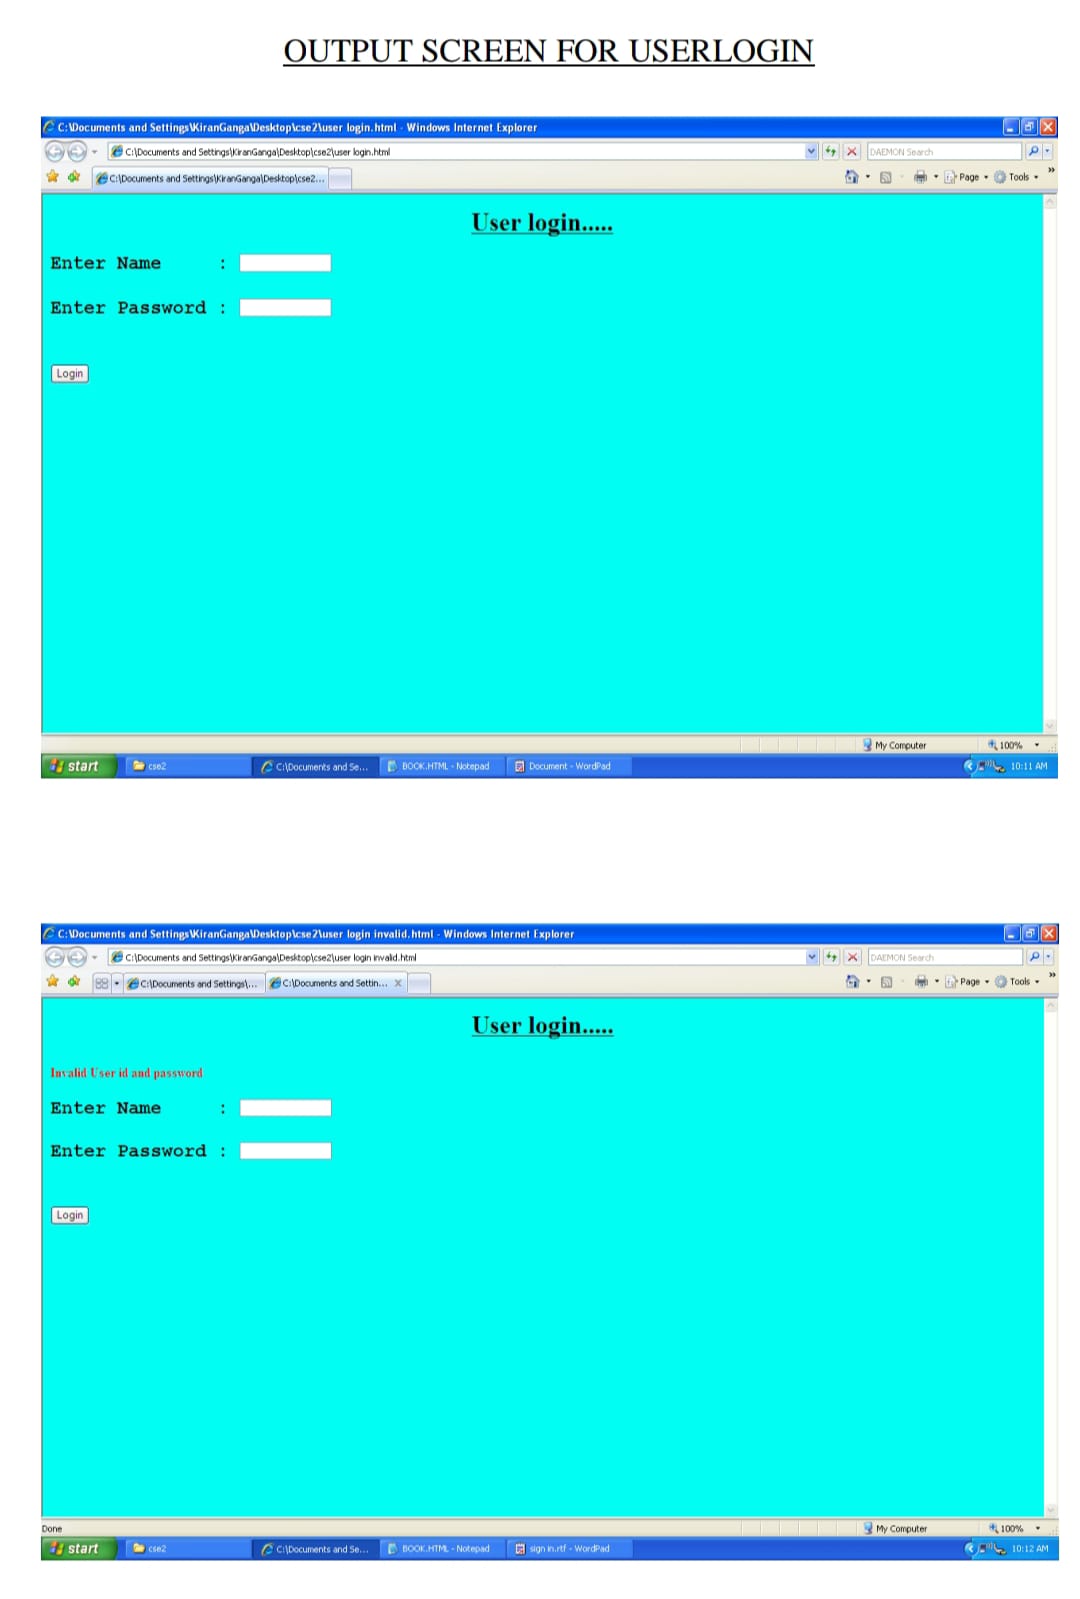 OUTPUT SCREEN FOR USERLOGIN
C:\Documents and Settings\KiranGanga\Desktop\cse2\user login.html - Windows Internet Explorer
C:\Documents and Settings\KiranGanga\Desktop\cse2\user login.html
DAEMON Search
C:\Documents and Settings\KiranGanga\Desktop\cse2...
Page Tools »
User login.....
Enter Name :
Enter Password :
Login
My Computer 100%
start cse2 C:\Documents and Se... BOOK.HTML - Notepad Document - WordPad 10:11 AM
C:\Documents and Settings\KiranGanga\Desktop\cse2\user login invalid.html - Windows Internet Explorer
C:\Documents and Settings\KiranGanga\Desktop\cse2\user login invalid.html
DAEMON Search
C:\Documents and Settings\... C:\Documents and Settin... X
Page Tools »
User login.....
Invalid User id and password
Enter Name :
Enter Password :
Login
Done My Computer 100%
start cse2 C:\Documents and Se... BOOK.HTML - Notepad sign in.rtf - WordPad 10:12 AM